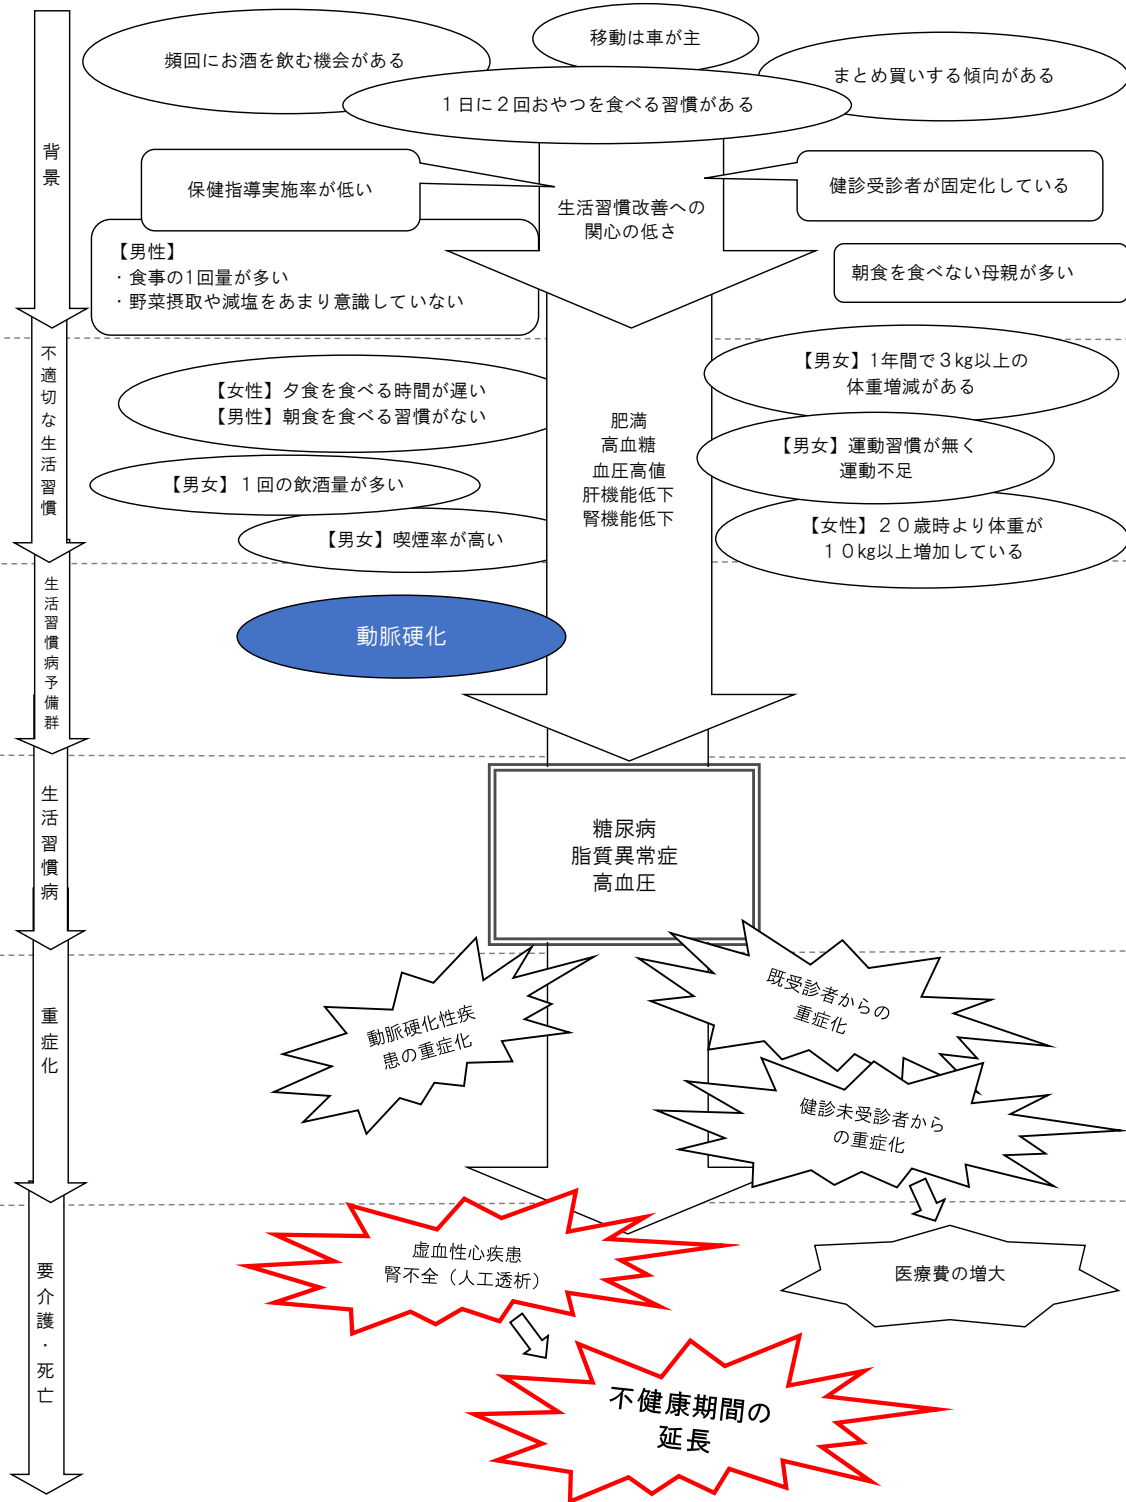 頻回にお酒を飲む機会がある
移動は車が主
まとめ買いする傾向がある
１日に２回おやつを食べる習慣がある
背景
保健指導実施率が低い
健診受診者が固定化している
生活習慣改善への
関心の低さ
【男性】
・食事の1回量が多い
・野菜摂取や減塩をあまり意識していない
朝食を食べない母親が多い
不適切な生活習慣
【女性】夕食を食べる時間が遅い
【男性】朝食を食べる習慣がない
【男女】1年間で３kg以上の
体重増減がある
肥満
高血糖
血圧高値
肝機能低下
腎機能低下
【男女】運動習慣が無く
運動不足
【男女】１回の飲酒量が多い
【男女】喫煙率が高い
【女性】２０歳時より体重が
１０kg以上増加している
生活習慣病予備群
動脈硬化
生活習慣病
糖尿病
脂質異常症
高血圧
重症化
動脈硬化性疾
患の重症化
既受診者からの
重症化
健診未受診者から
の重症化
要介護・死亡
虚血性心疾患
腎不全（人工透析）
医療費の増大
不健康期間の
延長